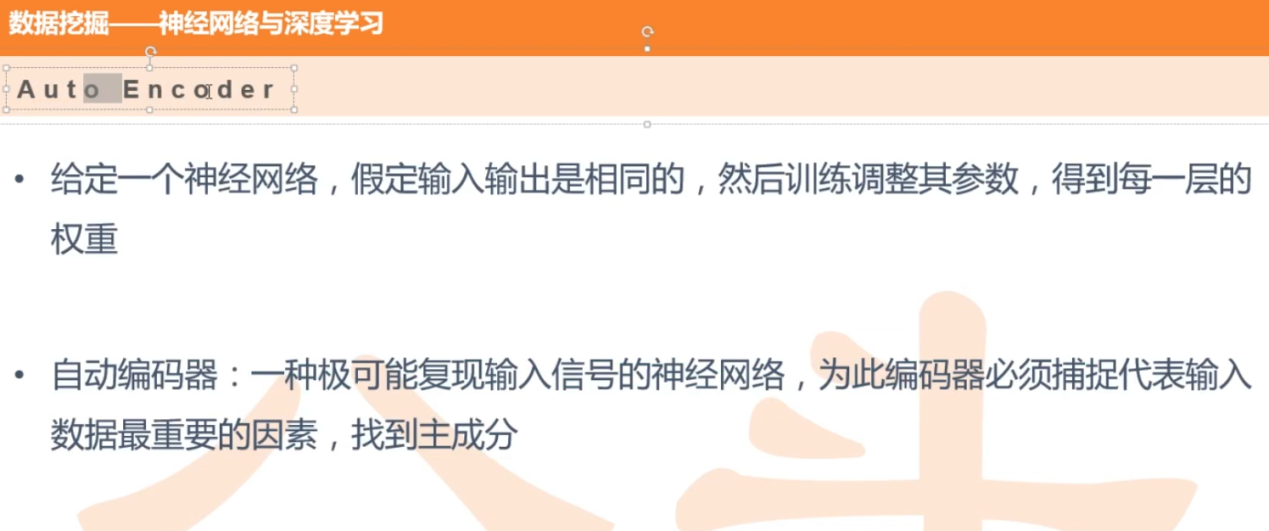 数据挖掘——神经网络与深度学习
Auto Encoder
• 给定一个神经网络，假定输入输出是相同的，然后训练调整其参数，得到每一层的
权重
• 自动编码器：一种极可能复现输入信号的神经网络，为此编码器必须捕捉代表输入
数据最重要的因素，找到主成分